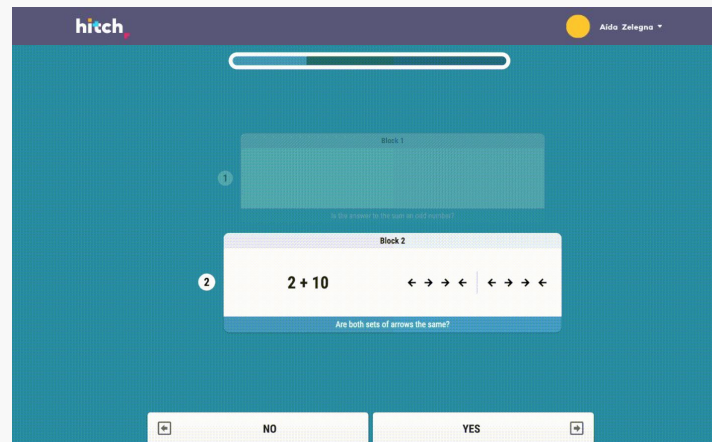 hitch
Aida Zelegna
Block 1
1
Is the answer to the sum an odd number?
Block 2
2
2 + 10
← → → ← | ← → → ←
Are both sets of arrows the same?
NO
YES